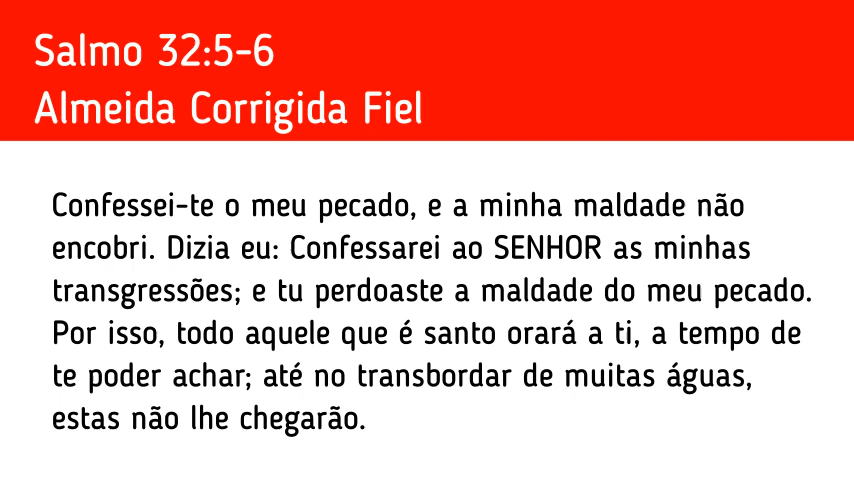 Salmo 32:5-6
Almeida Corrigida Fiel
Confessei-te o meu pecado, e a minha maldade não
encobri. Dizia eu: Confessarei ao SENHOR as minhas
transgressões; e tu perdoaste a maldade do meu pecado.
Por isso, todo aquele que é santo orará a ti, a tempo de
te poder achar; até no transbordar de muitas águas,
estas não lhe chegarão.